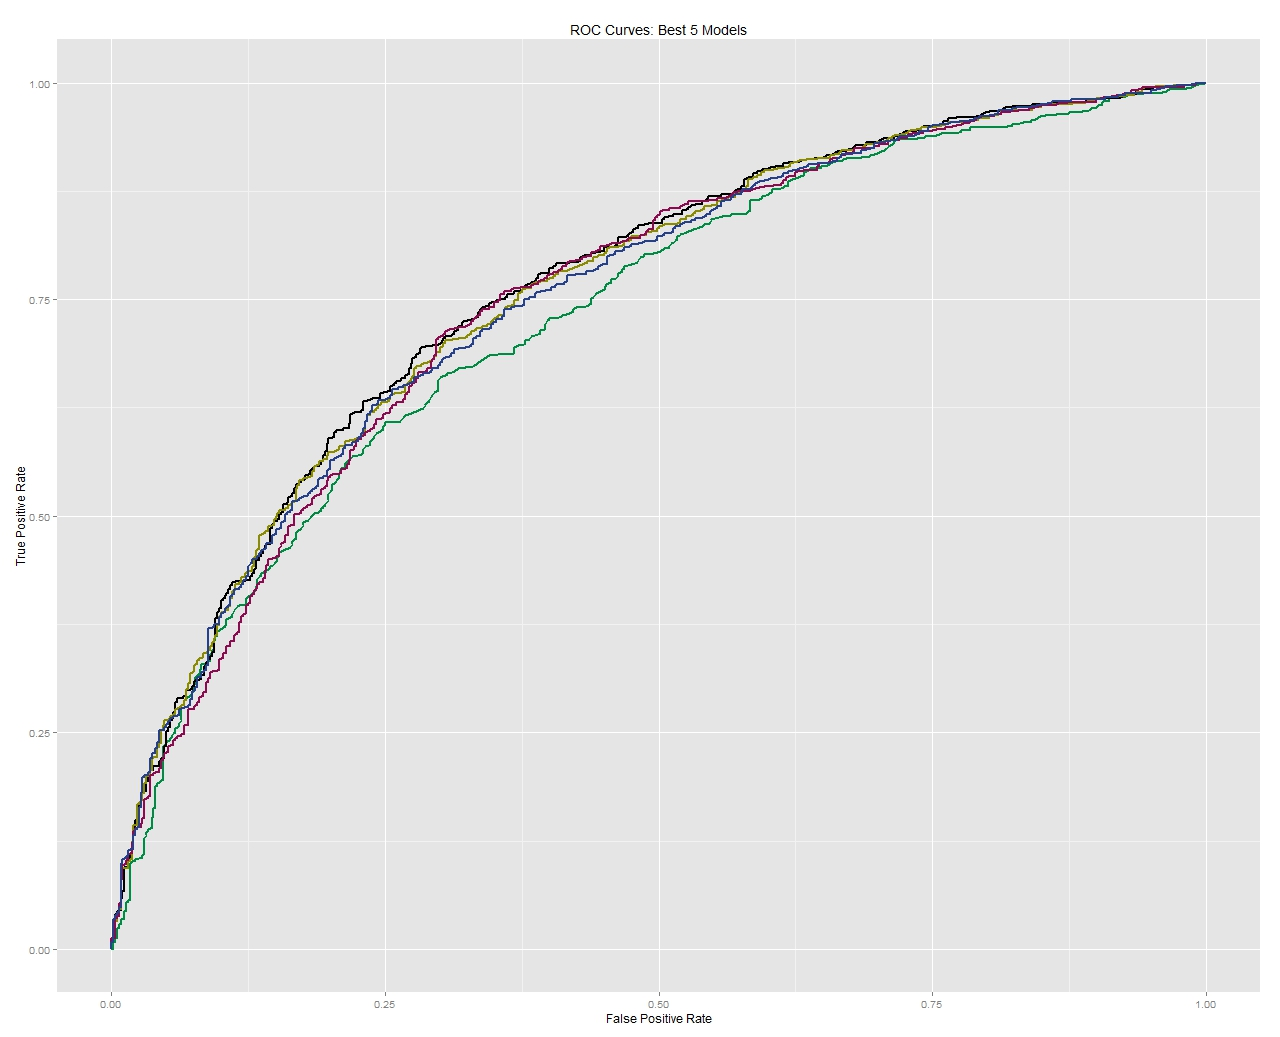 ROC Curves: Best 5 Models
1.00
0.75
0.50
0.25
0.00
True Positive Rate
0.00 0.25 0.50 0.75 1.00
False Positive Rate